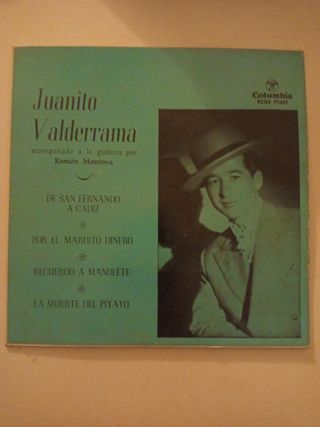 Juanito
Valderrama
acompañado a la guitarra por
Ramón Montoya
DE SAN FERNANDO
A CADIZ
POR EL MARDITO DINERO
RECUERDO A MANOLETE
LA MUERTE DEL PIYAYO
Columbia